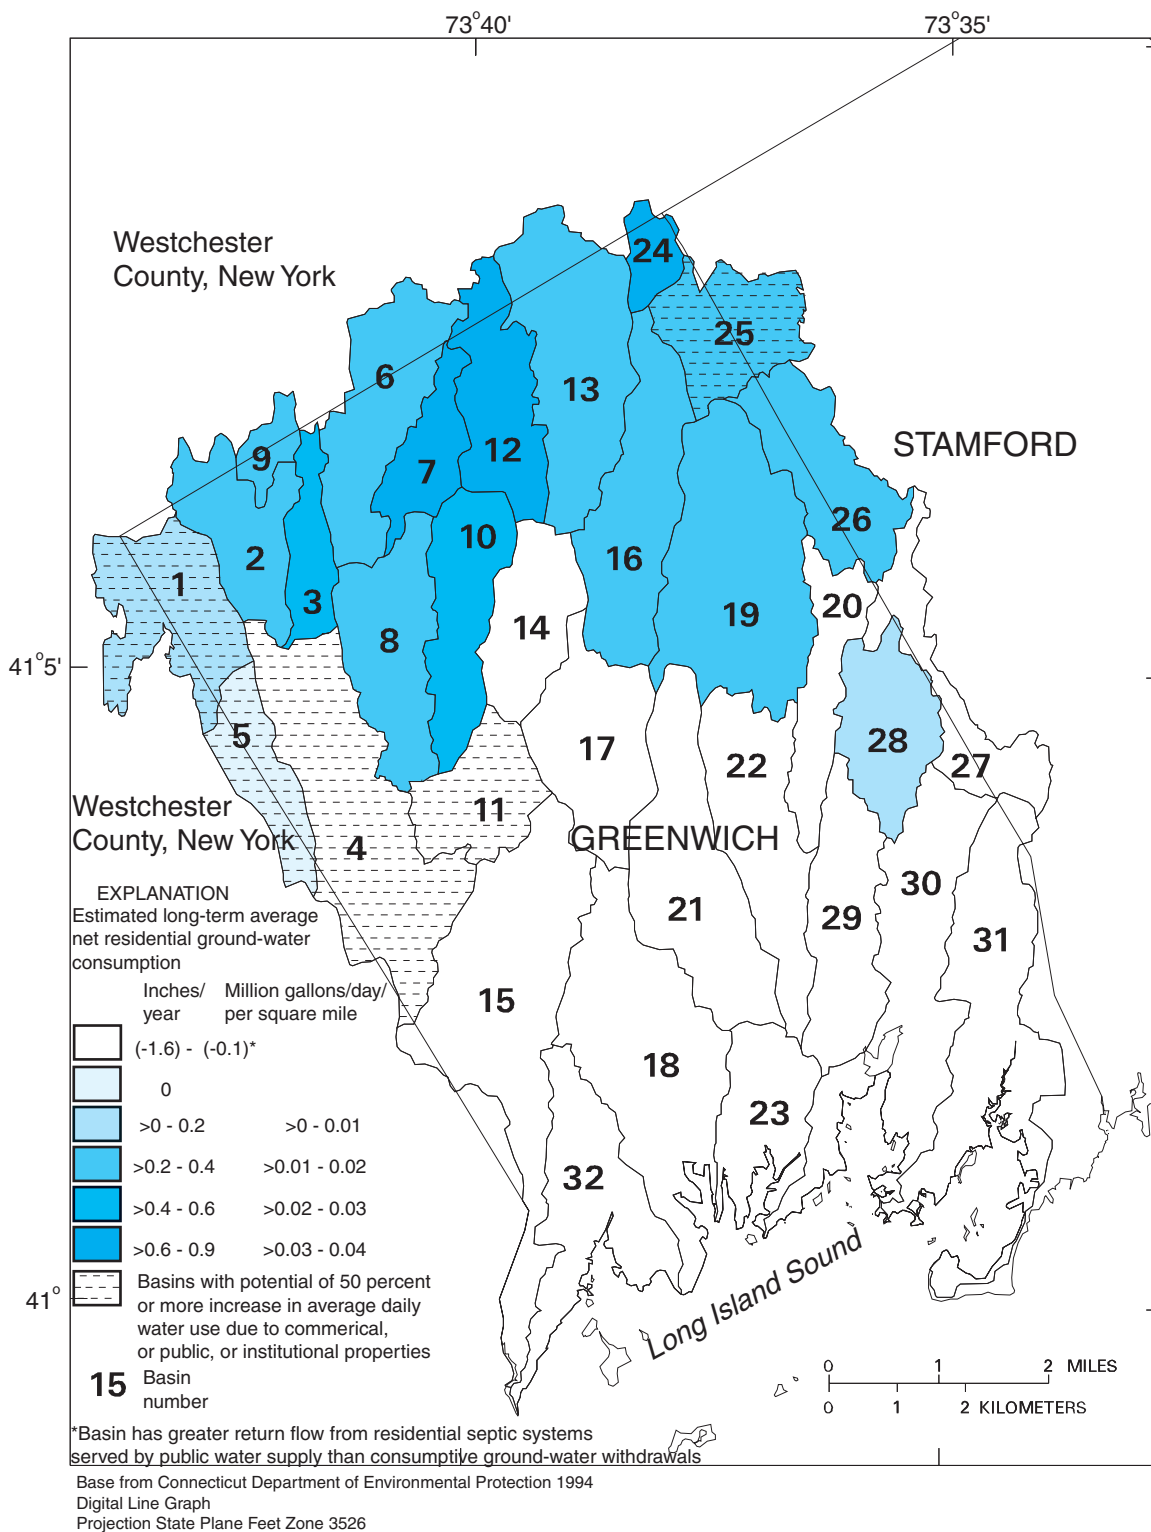 73°40'
73°35'
Westchester
County, New York
24
25
6
13
STAMFORD
9
12
7
26
10
2
16
1
3
20
19
14
8
41°5'
5
28
17
22
27
Westchester
County, New York
11
GREENWICH
4
30
21
29
31
15
18
23
32
Long Island Sound
EXPLANATION
Estimated long-term average
net residential ground-water
consumption
Inches/ Million gallons/day/
year per square mile
(-1.6) - (-0.1)*
0
>0 - 0.2 >0 - 0.01
>0.2 - 0.4 >0.01 - 0.02
>0.4 - 0.6 >0.02 - 0.03
>0.6 - 0.9 >0.03 - 0.04
Basins with potential of 50 percent
or more increase in average daily
water use due to commerical,
or public, or institutional properties
41°
15 Basin
number
0 1 2 MILES
0 1 2 KILOMETERS
*Basin has greater return flow from residential septic systems
served by public water supply than consumptive ground-water withdrawals
Base from Connecticut Department of Environmental Protection 1994
Digital Line Graph
Projection State Plane Feet Zone 3526